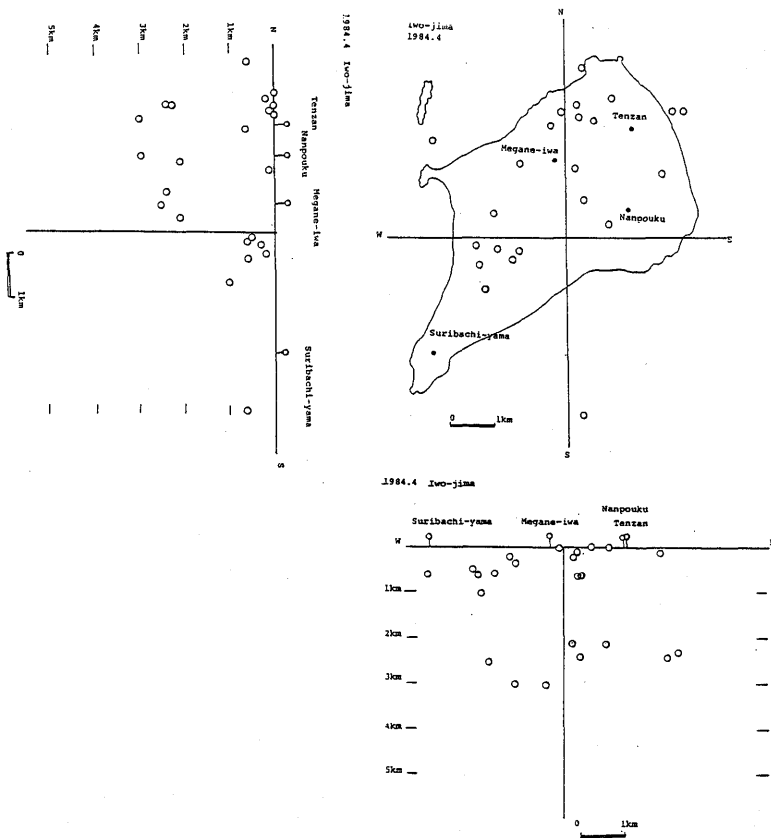 1984.4 Iwo-jima
5km
4km
3km
2km
1km
N
Tenzan
Nanpouku
Megane-iwa
Suribachi-yama
S
0
1km
Iwo-jima
1984.4
N
Tenzan
Megane-iwa
Nanpouku
W
E
Suribachi-yama
0 1km
S
1984.4 Iwo-jima
Nanpouku
Suribachi-yama Megane-iwa Tenzan
W
1km
2km
3km
4km
5km
0 1km